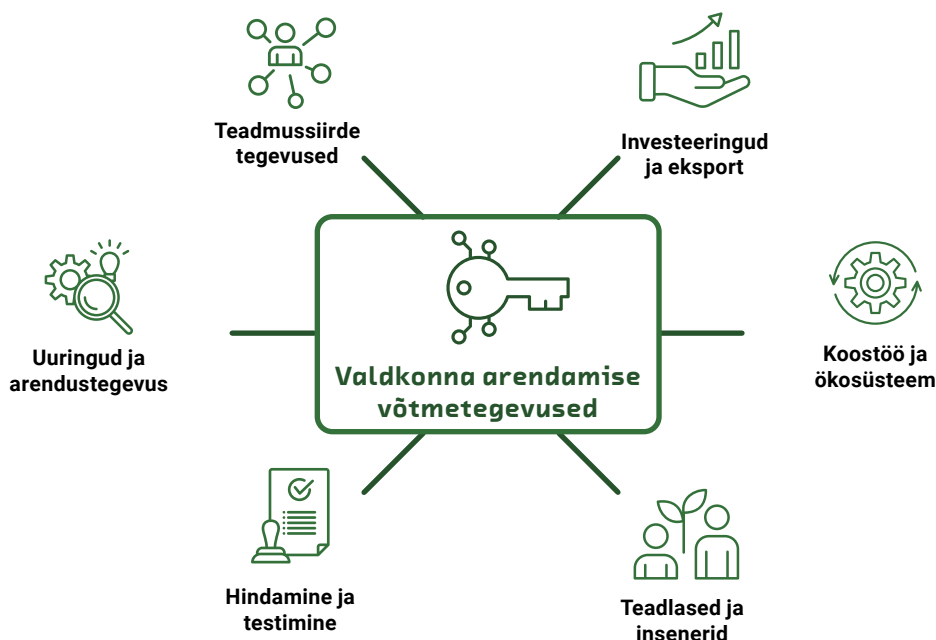 Teadmussiirde
tegevused
Investeeringud
ja eksport
Uuringud ja
arendustegevus
Valdkonna arendamise
võtmetegevused
Koostöö ja
ökosüsteem
Hindamine ja
testimine
Teadlased ja
insenerid